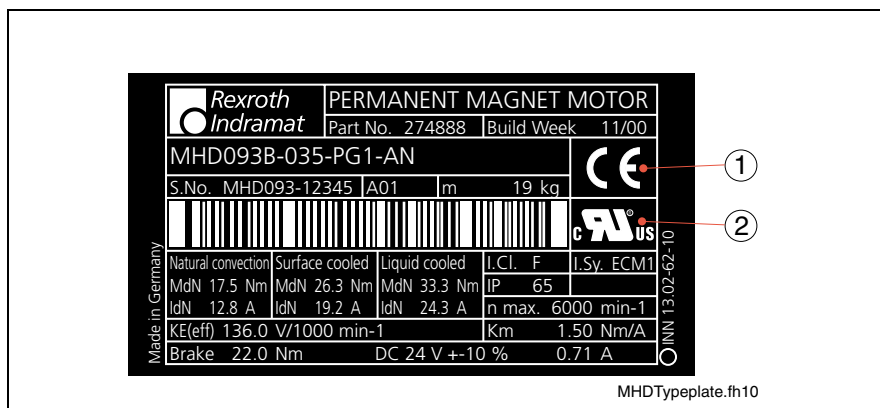 Rexroth
Indramat
PERMANENT MAGNET MOTOR
Part No. 274888 Build Week 11/00
MHD093B-035-PG1-AN
CE
1
S.No. MHD093-12345 A01 m 19 kg
c RU ® US
2
Natural convection Surface cooled Liquid cooled I.Cl. F I.Sy. ECM1
MdN 17.5 Nm MdN 26.3 Nm MdN 33.3 Nm IP 65
IdN 12.8 A IdN 19.2 A IdN 24.3 A n max. 6000 min-1
KE(eff) 136.0 V/1000 min-1 Km 1.50 Nm/A
Brake 22.0 Nm DC 24 V +-10 % 0.71 A
Made in Germany
INN 13.02-62-10
MHDTypeplate.fh10